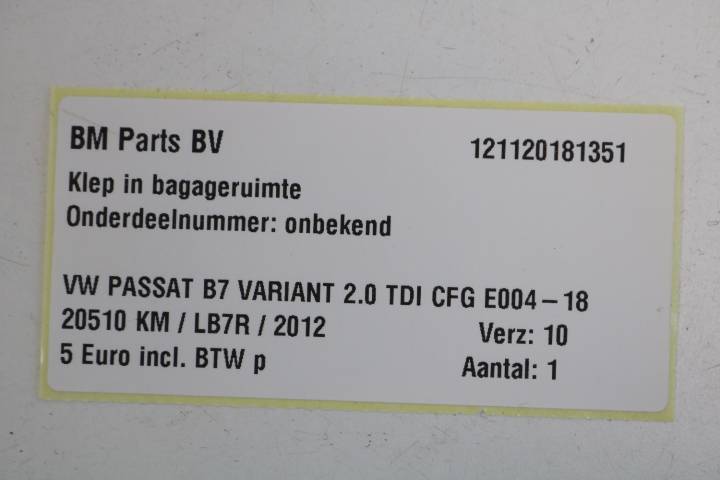 BM Parts BV 121120181351
Klep in bagageruimte
Onderdeelnummer: onbekend
VW PASSAT B7 VARIANT 2.0 TDI CFG E004-18
20510 KM / LB7R / 2012 Verz: 10
5 Euro incl. BTW p Aantal: 1